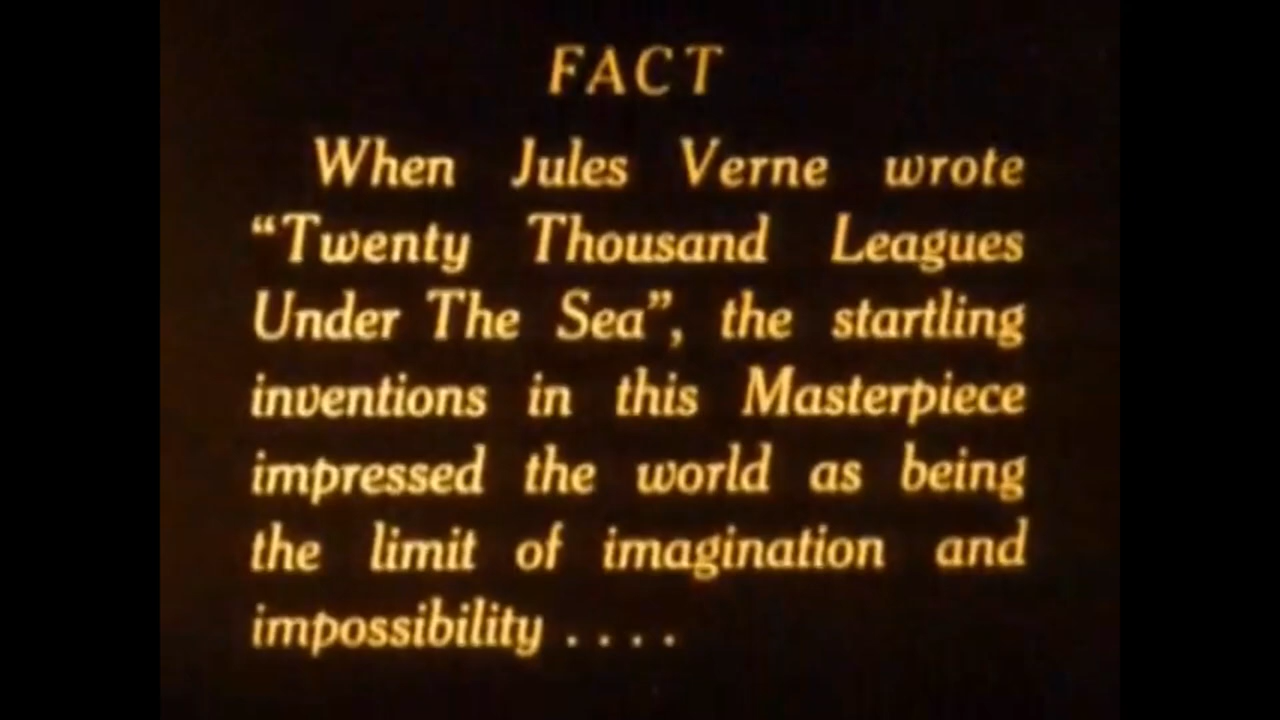 FACT
When Jules Verne wrote
“Twenty Thousand Leagues
Under The Sea”, the startling
inventions in this Masterpiece
impressed the world as being
the limit of imagination and
impossibility . . . .